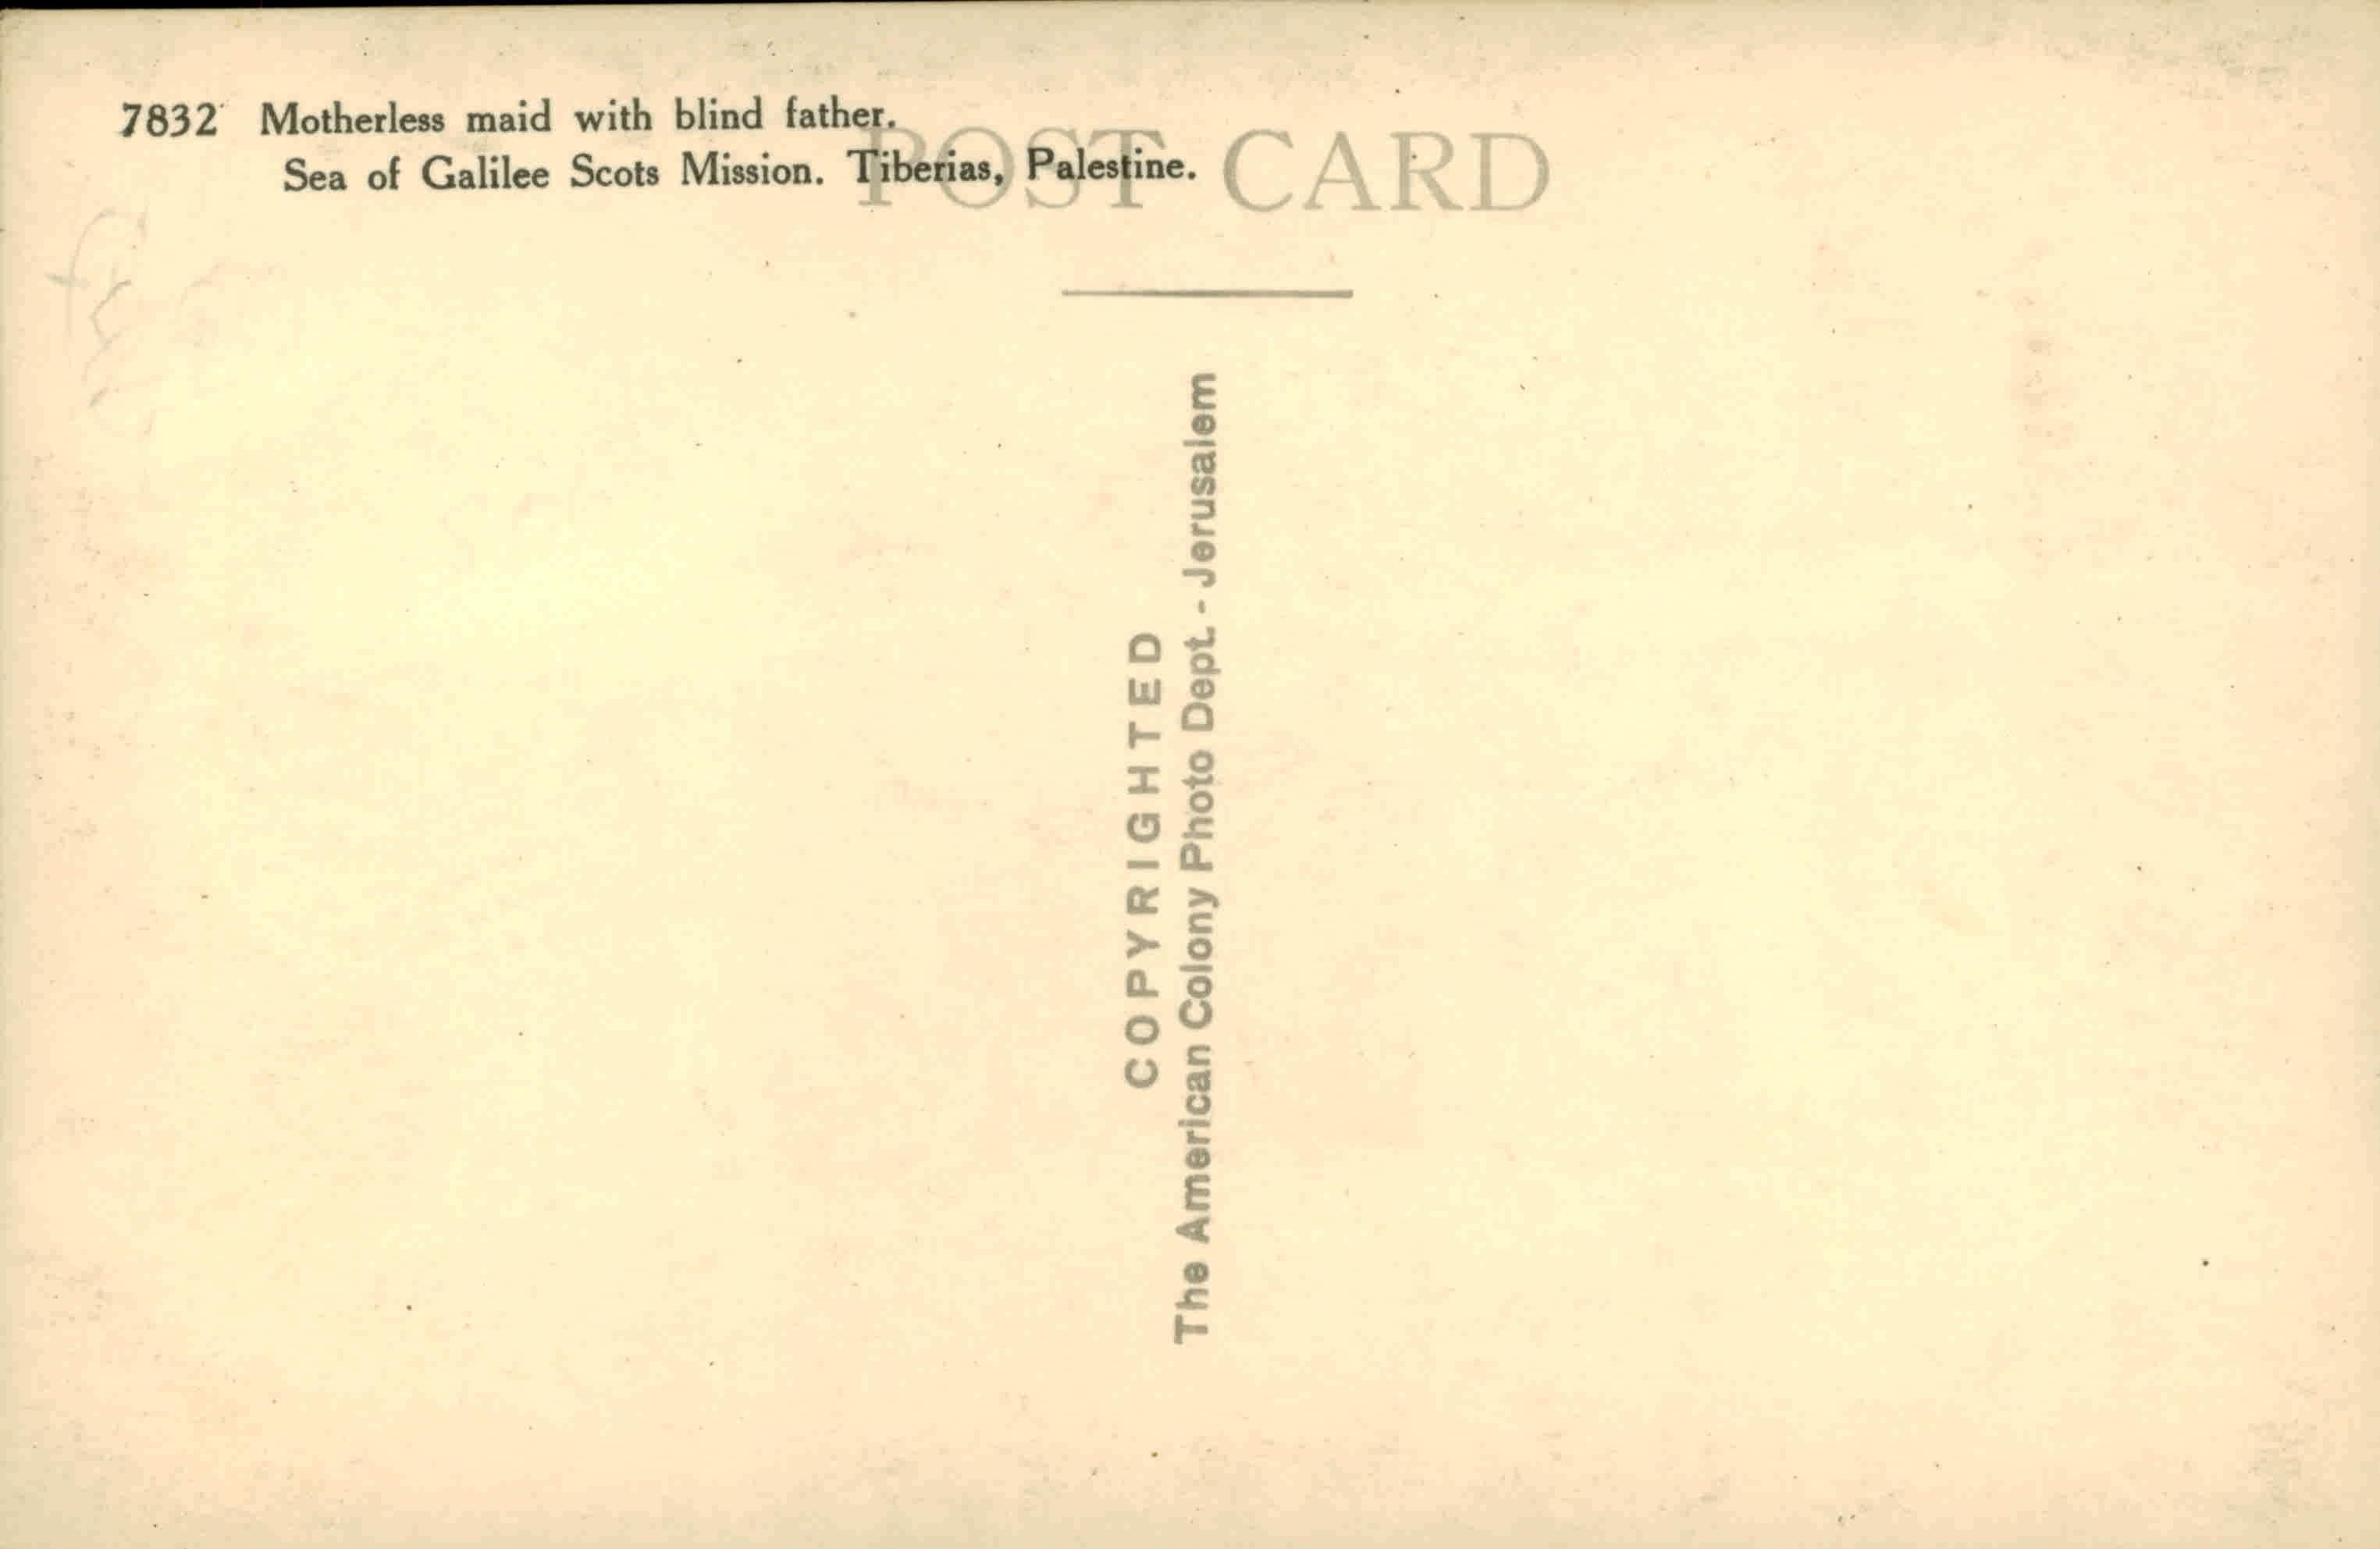 7832 Motherless maid with blind father.
Sea of Galilee Scots Mission. Tiberias, Palestine.
POST CARD
COPYRIGHTED
The American Colony Photo Dept. - Jerusalem